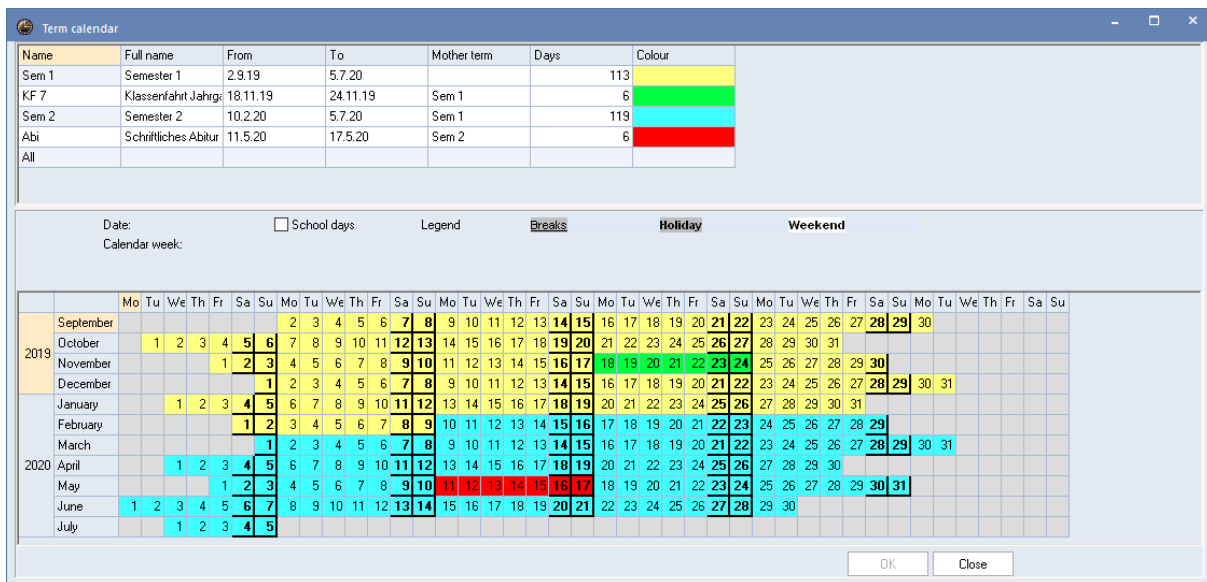 Term calendar
Name Full name From To Mother term Days Colour
Sem 1 Semester 1 2.9.19 5.7.20 113
KF 7 Klassenfahrt Jahrga 18.11.19 24.11.19 Sem 1 6
Sem 2 Semester 2 10.2.20 5.7.20 Sem 1 119
Abi Schriftliches Abitur 11.5.20 17.5.20 Sem 2 6
All
Date: School days Legend Breaks Holiday Weekend
Calendar week:
Mo Tu We Th Fr Sa Su Mo Tu We Th Fr Sa Su Mo Tu We Th Fr Sa Su Mo Tu We Th Fr Sa Su Mo Tu We Th Fr Sa Su Mo Tu We Th Fr Sa Su
September 2 3 4 5 6 7 8 9 10 11 12 13 14 15 16 17 18 19 20 21 22 23 24 25 26 27 28 29 30
October 1 2 3 4 5 6 7 8 9 10 11 12 13 14 15 16 17 18 19 20 21 22 23 24 25 26 27 28 29 30 31
2019
November 1 2 3 4 5 6 7 8 9 10 11 12 13 14 15 16 17 18 19 20 21 22 23 24 25 26 27 28 29 30
December 1 2 3 4 5 6 7 8 9 10 11 12 13 14 15 16 17 18 19 20 21 22 23 24 25 26 27 28 29 30 31
January 1 2 3 4 5 6 7 8 9 10 11 12 13 14 15 16 17 18 19 20 21 22 23 24 25 26 27 28 29 30 31
February 1 2 3 4 5 6 7 8 9 10 11 12 13 14 15 16 17 18 19 20 21 22 23 24 25 26 27 28 29
March 1 2 3 4 5 6 7 8 9 10 11 12 13 14 15 16 17 18 19 20 21 22 23 24 25 26 27 28 29 30 31
2020 April 1 2 3 4 5 6 7 8 9 10 11 12 13 14 15 16 17 18 19 20 21 22 23 24 25 26 27 28 29 30
May 1 2 3 4 5 6 7 8 9 10 11 12 13 14 15 16 17 18 19 20 21 22 23 24 25 26 27 28 29 30 31
June 1 2 3 4 5 6 7 8 9 10 11 12 13 14 15 16 17 18 19 20 21 22 23 24 25 26 27 28 29 30
July 1 2 3 4 5
OK Close